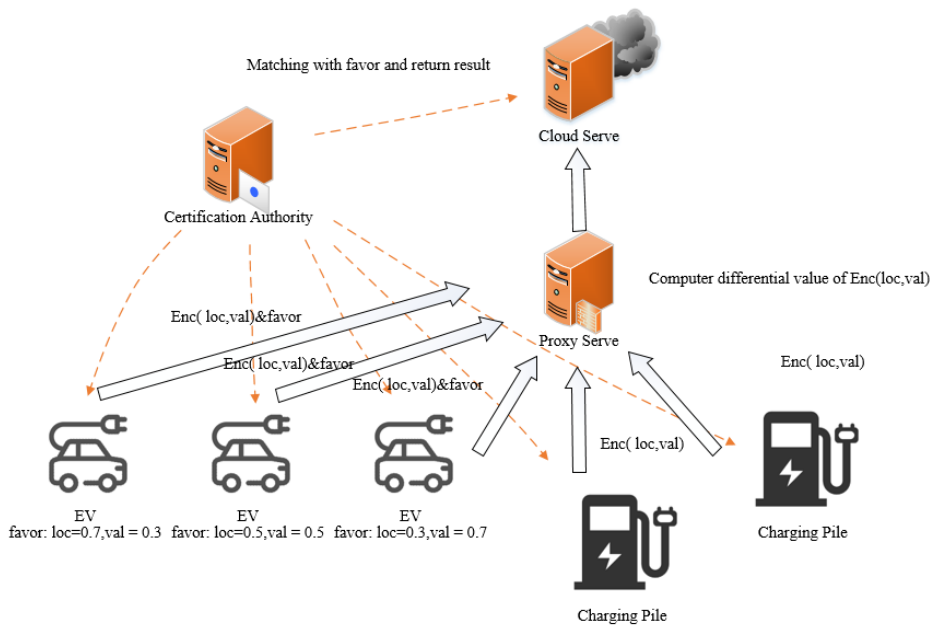 Matching with favor and return result
Cloud Serve
Certification Authority
Computer differential value of Enc(loc,val)
Enc( loc,val)&favor
Proxy Serve
Enc( loc,val)&favor
Enc( loc,val)
Enc( loc,val)&favor
Enc( loc,val)
EV
favor: loc=0.7,val = 0.3
EV
favor: loc=0.5,val = 0.5
EV
favor: loc=0.3,val = 0.7
Charging Pile
Charging Pile